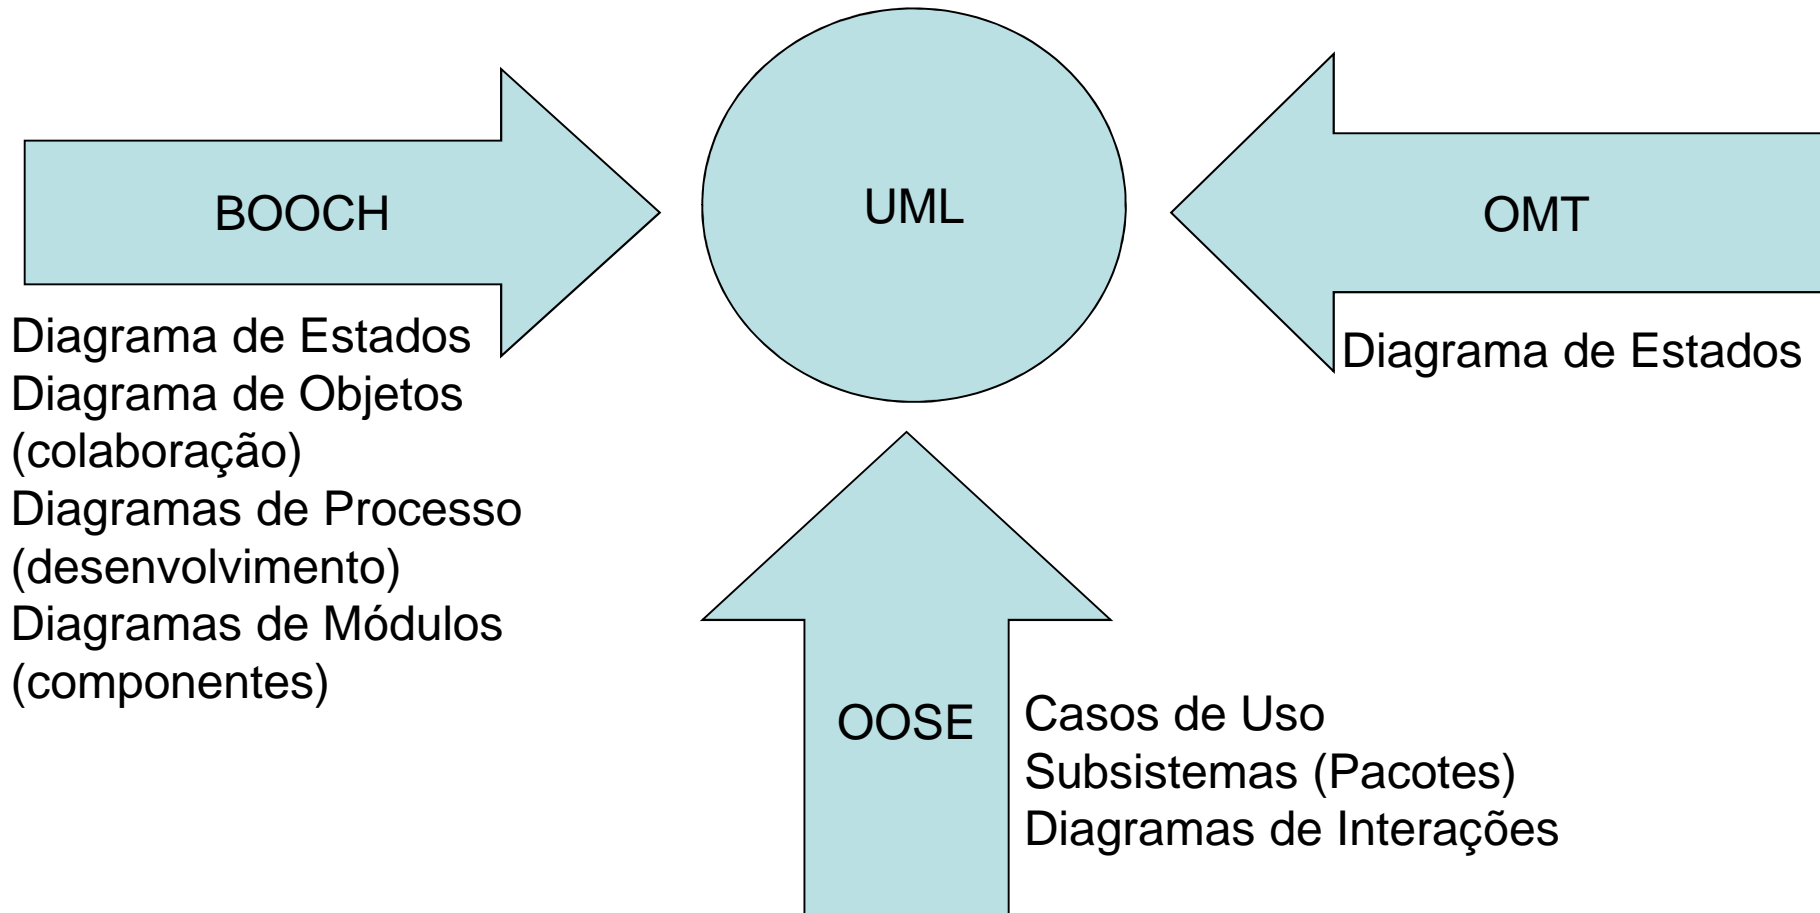 BOOCH
UML
OMT
Diagrama de Estados
Diagrama de Objetos
(colaboração)
Diagramas de Processo
(desenvolvimento)
Diagramas de Módulos
(componentes)
Diagrama de Estados
OOSE
Casos de Uso
Subsistemas (Pacotes)
Diagramas de Interações